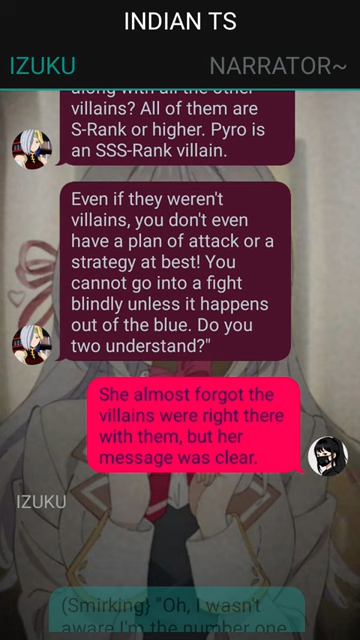 INDIAN TS
IZUKU NARRATOR~
along with all the other
villains? All of them are
S-Rank or higher. Pyro is
an SSS-Rank villain.
Even if they weren't
villains, you don't even
have a plan of attack or a
strategy at best! You
cannot go into a fight
blindly unless it happens
out of the blue. Do you
two understand?"
She almost forgot the
villains were right there
with them, but her
message was clear.
IZUKU
(Smirking} "Oh, I wasn't
aware I'm the number one